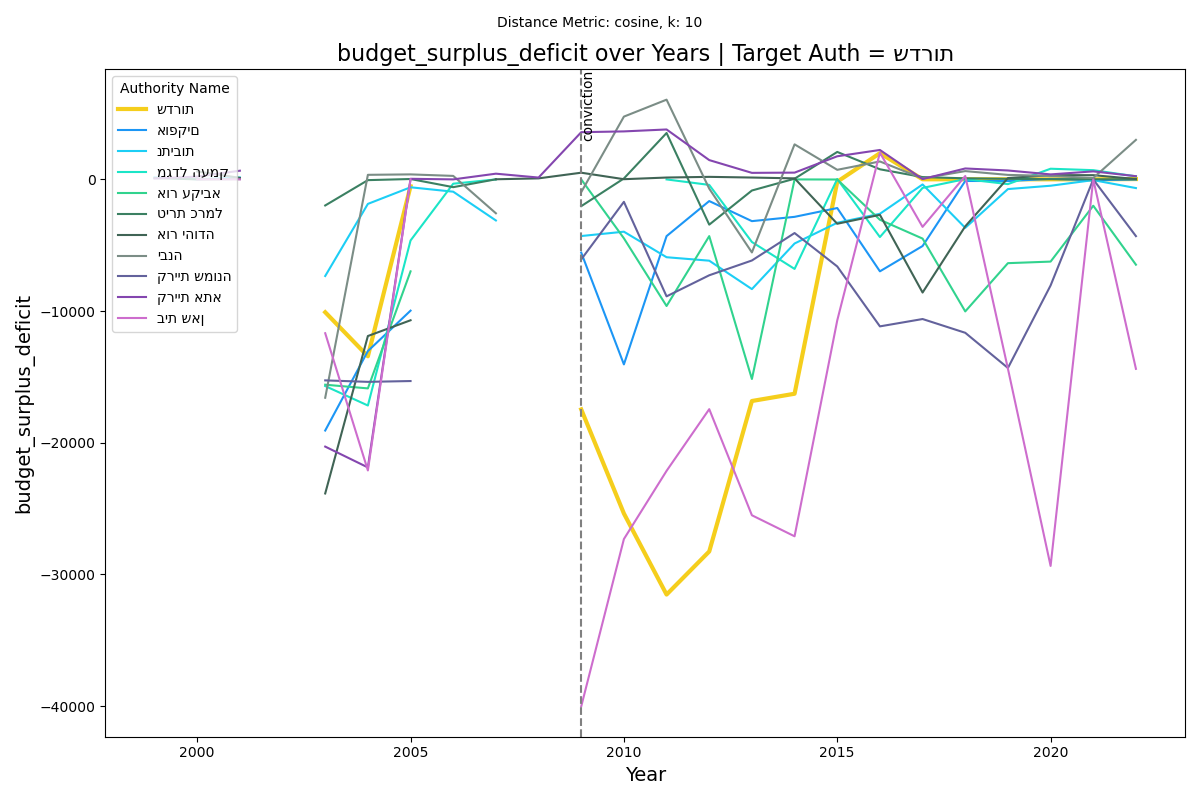 Distance Metric: cosine, k: 10
budget_surplus_deficit over Years | Target Auth = שדרות
Authority Name
שדרות
אופקים
נתיבות
מגדל העמק
אור עקיבא
טירת כרמל
אור יהודה
יבנה
קריית שמונה
קריית אתא
בית שאן
conviction
0
−10000
−20000
−30000
−40000
budget_surplus_deficit
2000 2005 2010 2015 2020
Year